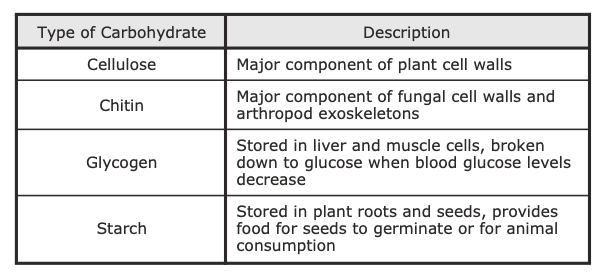 Type of Carbohydrate Description
Cellulose Major component of plant cell walls
Chitin Major component of fungal cell walls and
arthropod exoskeletons
Glycogen Stored in liver and muscle cells, broken
down to glucose when blood glucose levels
decrease
Starch Stored in plant roots and seeds, provides
food for seeds to germinate or for animal
consumption